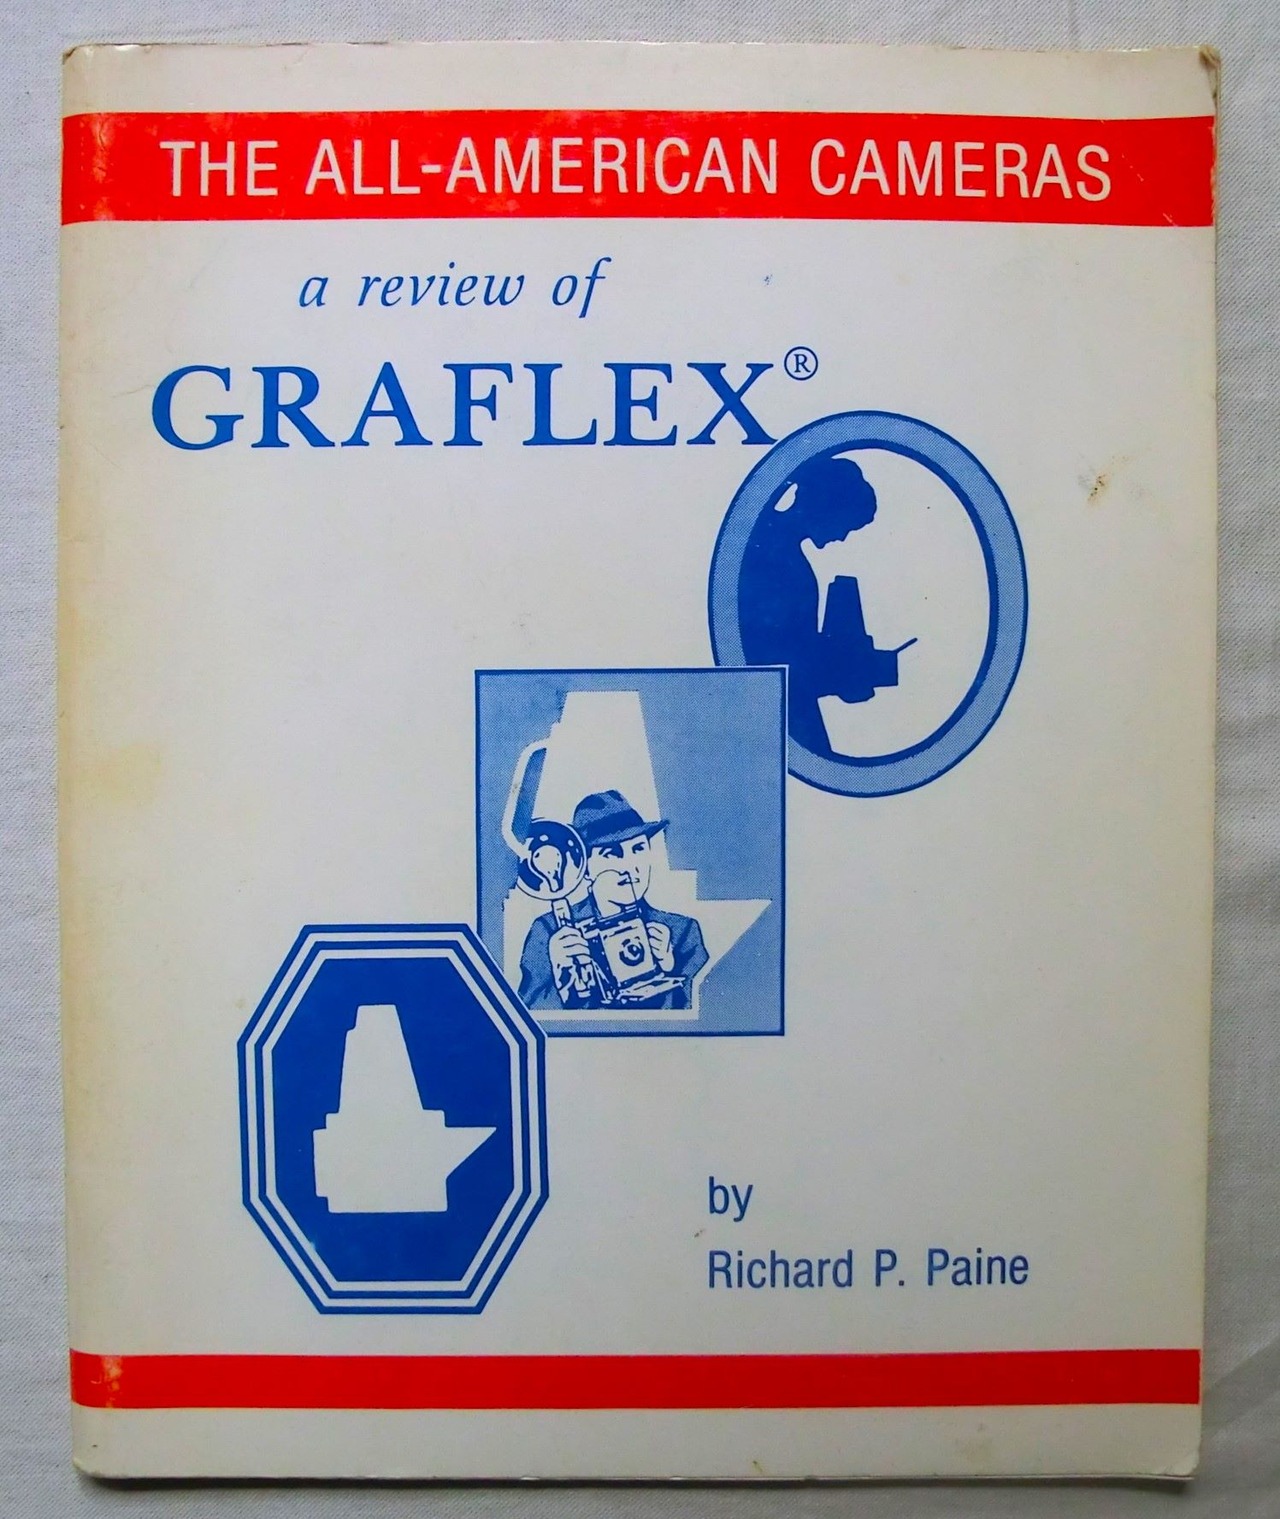 THE ALL-AMERICAN CAMERAS
a review of
GRAFLEX®
by
Richard P. Paine